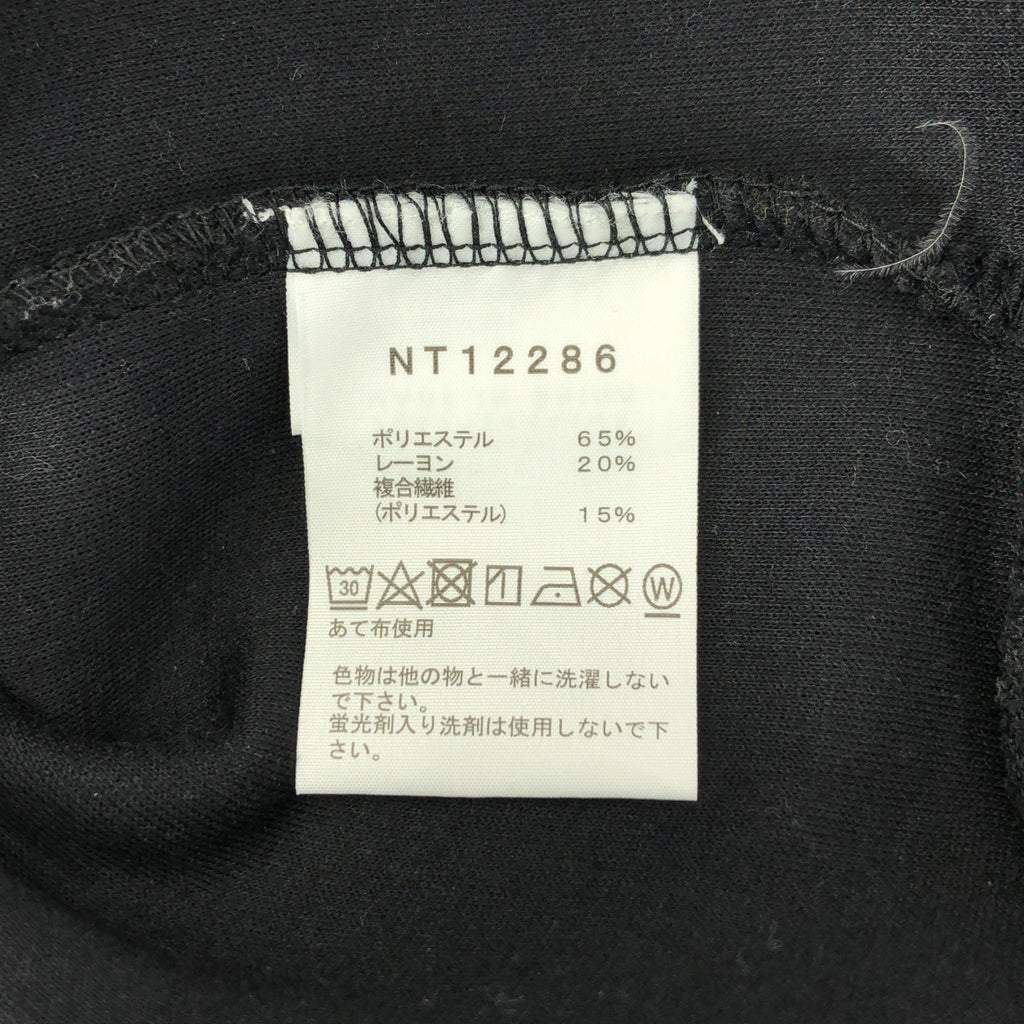 NT12286
ポリエステル 65%
レーヨン 20%
複合繊維
(ポリエステル) 15%
30 W
あて布使用
色物は他の物と一緒に洗濯しない
で下さい。
蛍光剤入り洗剤は使用しないで下
さい。